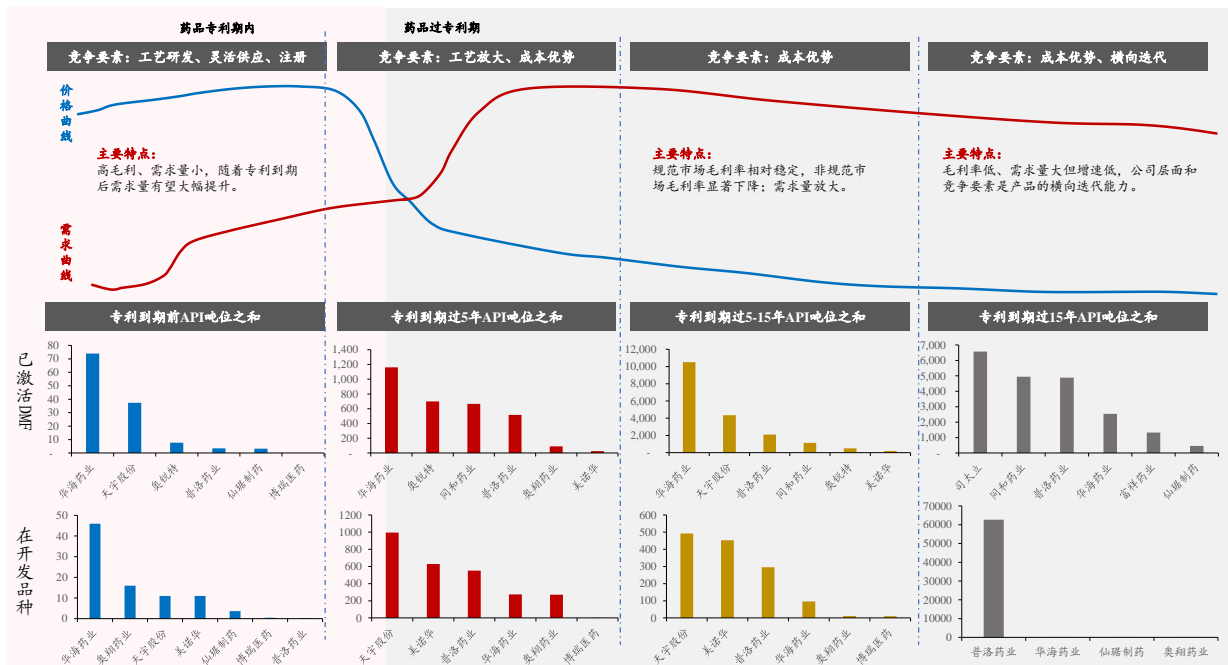 药品专利期内
药品过专利期
竞争要素：工艺研发、灵活供应、注册
竞争要素：工艺放大、成本优势
竞争要素：成本优势
竞争要素：成本优势、横向迭代
价格曲线
主要特点：
高毛利、需求量小，随着专利到期
后需求量有望大幅提升。
主要特点：
规范市场毛利率相对稳定，非规范市
场毛利率显著下降；需求量放大。
主要特点：
毛利率低、需求量大但增速低，公司层面和
竞争要素是产品的横向迭代能力。
需求曲线
专利到期前API吨位之和
专利到期过5年API吨位之和
专利到期过5-15年API吨位之和
专利到期过15年API吨位之和
已激活DMF
80
70
60
50
40
30
20
10
-
华海药业
天宇股份
奥锐特
普洛药业
仙琚制药
博瑞医药
1,400
1,200
1,000
800
600
400
200
-
华海药业
奥锐特
同和药业
普洛药业
奥翔药业
美诺华
12,000
10,000
8,000
6,000
4,000
2,000
-
华海药业
天宇股份
普洛药业
同和药业
奥锐特
美诺华
7,000
6,000
5,000
4,000
3,000
2,000
1,000
-
司太立
同和药业
普洛药业
华海药业
富祥药业
仙琚制药
在开发品种
50
40
30
20
10
0
华海药业
奥翔药业
天宇股份
美诺华
仙琚制药
博瑞医药
普洛药业
1200
1000
800
600
400
200
0
天宇股份
美诺华
普洛药业
华海药业
奥翔药业
博瑞医药
600
500
400
300
200
100
0
天宇股份
美诺华
普洛药业
华海药业
奥翔药业
博瑞医药
70000
60000
50000
40000
30000
20000
10000
0
普洛药业
华海药业
仙琚制药
奥翔药业